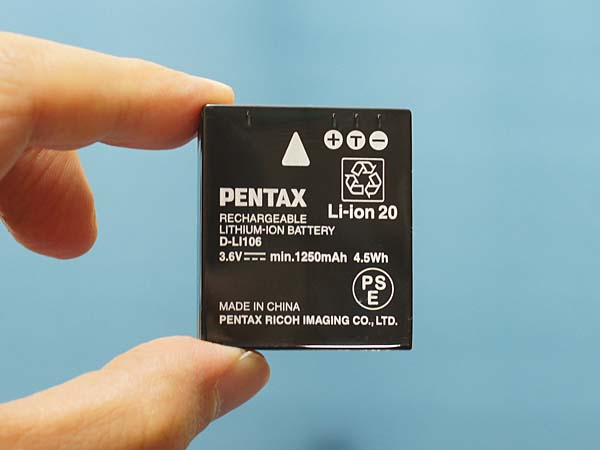 + T −
PENTAX
Li-ion 20
RECHARGEABLE
LITHIUM-ION BATTERY
D-LI106
3.6V⎓ min.1250mAh 4.5Wh
PS
E
MADE IN CHINA
PENTAX RICOH IMAGING CO., LTD.